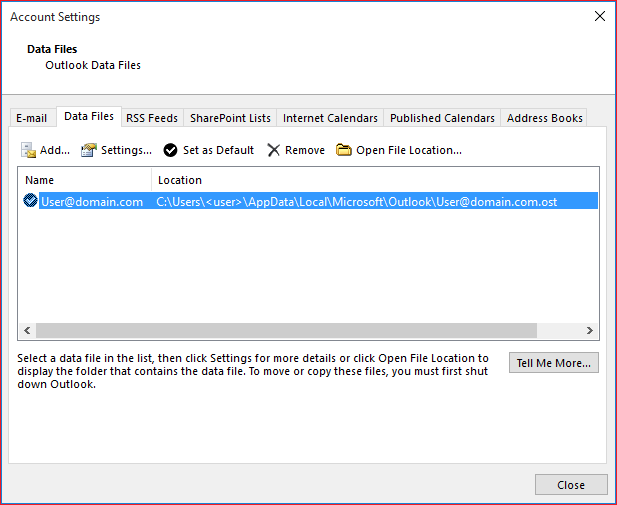 Account Settings
Data Files
Outlook Data Files
E-mail Data Files RSS Feeds SharePoint Lists Internet Calendars Published Calendars Address Books
Add... Settings... Set as Default Remove Open File Location...
Name Location
User@domain.com C:\Users\<user>\AppData\Local\Microsoft\Outlook\User@domain.com.ost
Select a data file in the list, then click Settings for more details or click Open File Location to
display the folder that contains the data file. To move or copy these files, you must first shut
down Outlook.
Tell Me More...
Close